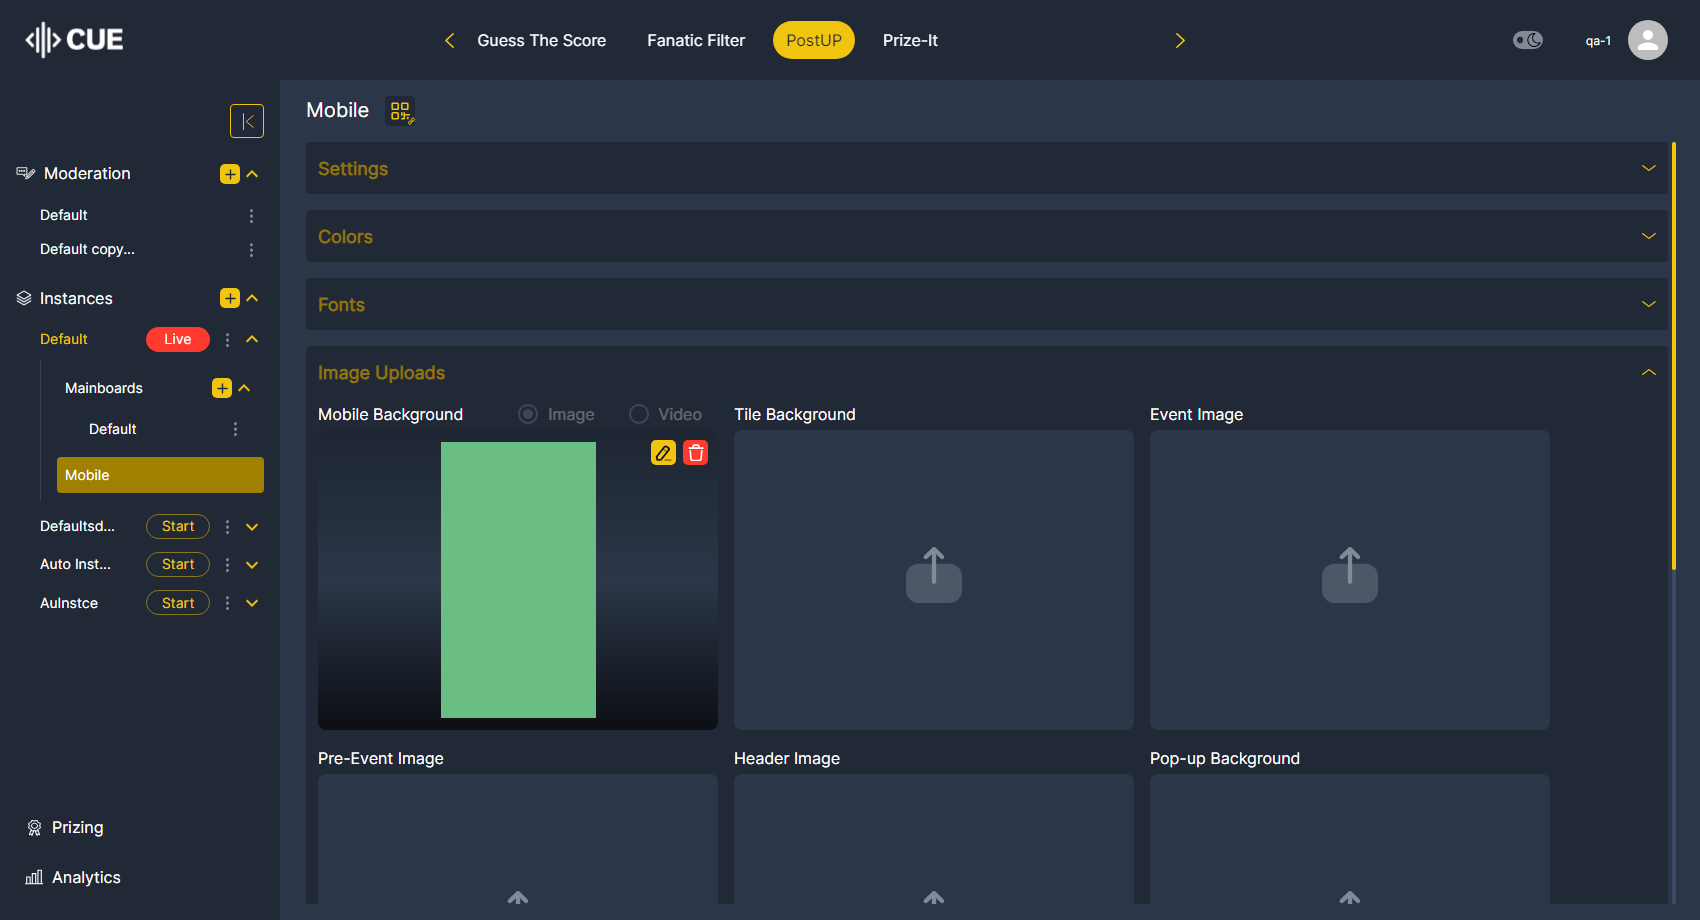 CUE
Guess The Score
Fanatic Filter
PostUP
Prize-It
qa-1
Moderation
Default
Default copy...
Instances
Default
Live
Mainboards
Default
Mobile
Defaultsd...
Start
Auto Inst...
Start
AuInstce
Start
Prizing
Analytics
Mobile
Settings
Colors
Fonts
Image Uploads
Mobile Background
Image
Video
Tile Background
Event Image
Pre-Event Image
Header Image
Pop-up Background